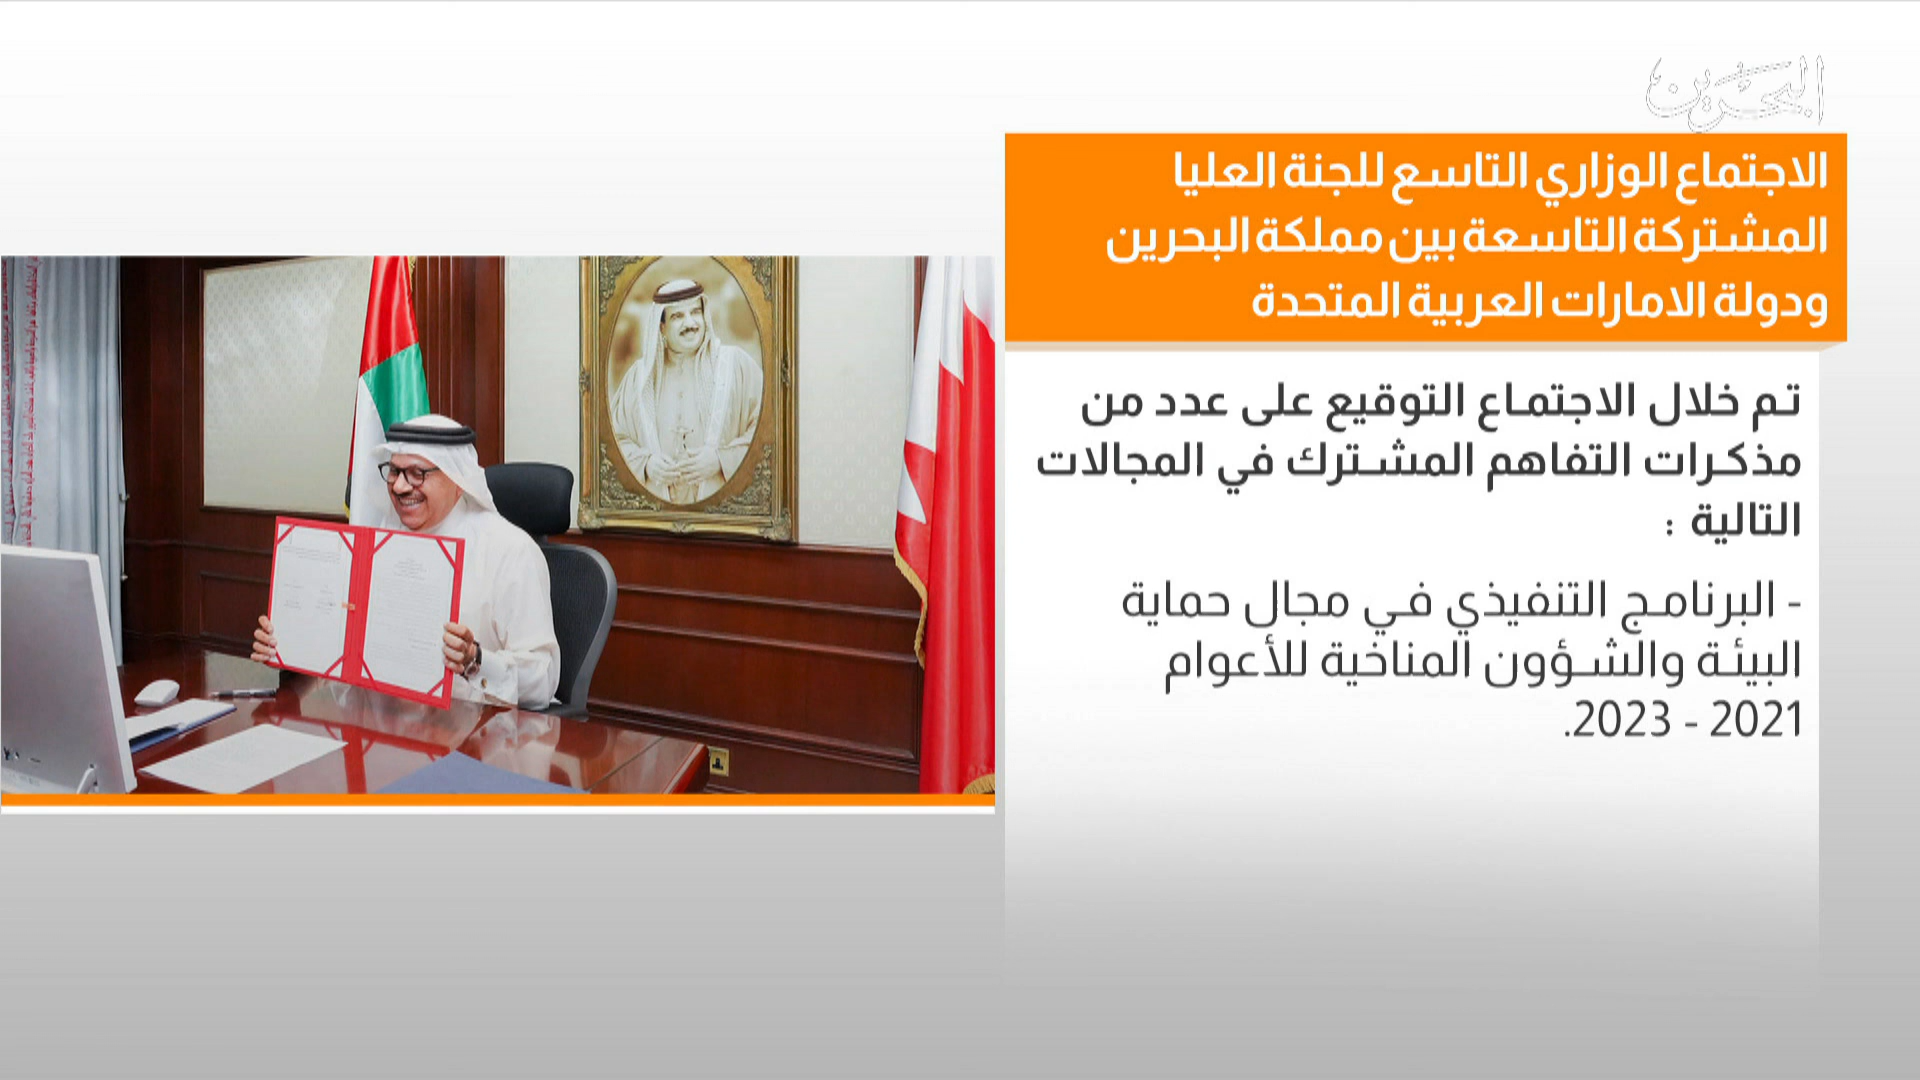 البحرين
الاجتماع الوزاري التاسع للجنة العليا
المشتركة التاسعة بين مملكة البحرين
ودولة الامارات العربية المتحدة
تم خلال الاجتماع التوقيع على عدد من
مذكرات التفاهم المشترك في المجالات
التالية :
- البرنامج التنفيذي في مجال حماية
البيئة والشؤون المناخية للأعوام
2021 - 2023.